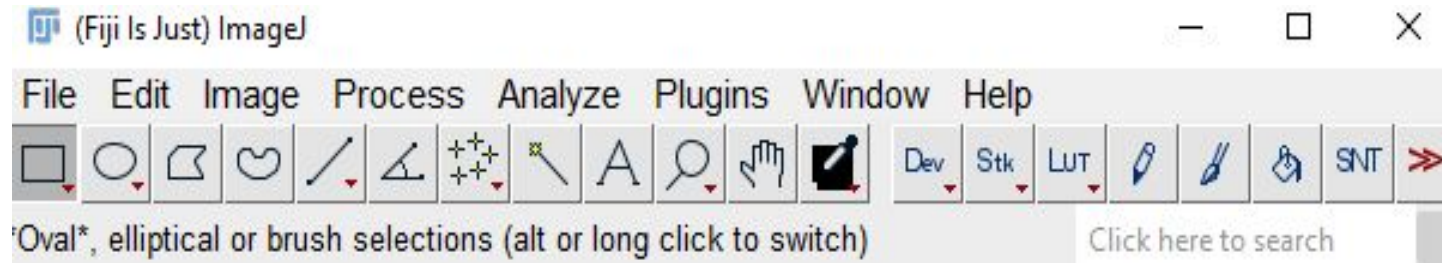 (Fiji Is Just) ImageJ
File Edit Image Process Analyze Plugins Window Help
A Dev Stk LUT SNT
*Oval*, elliptical or brush selections (alt or long click to switch) Click here to search